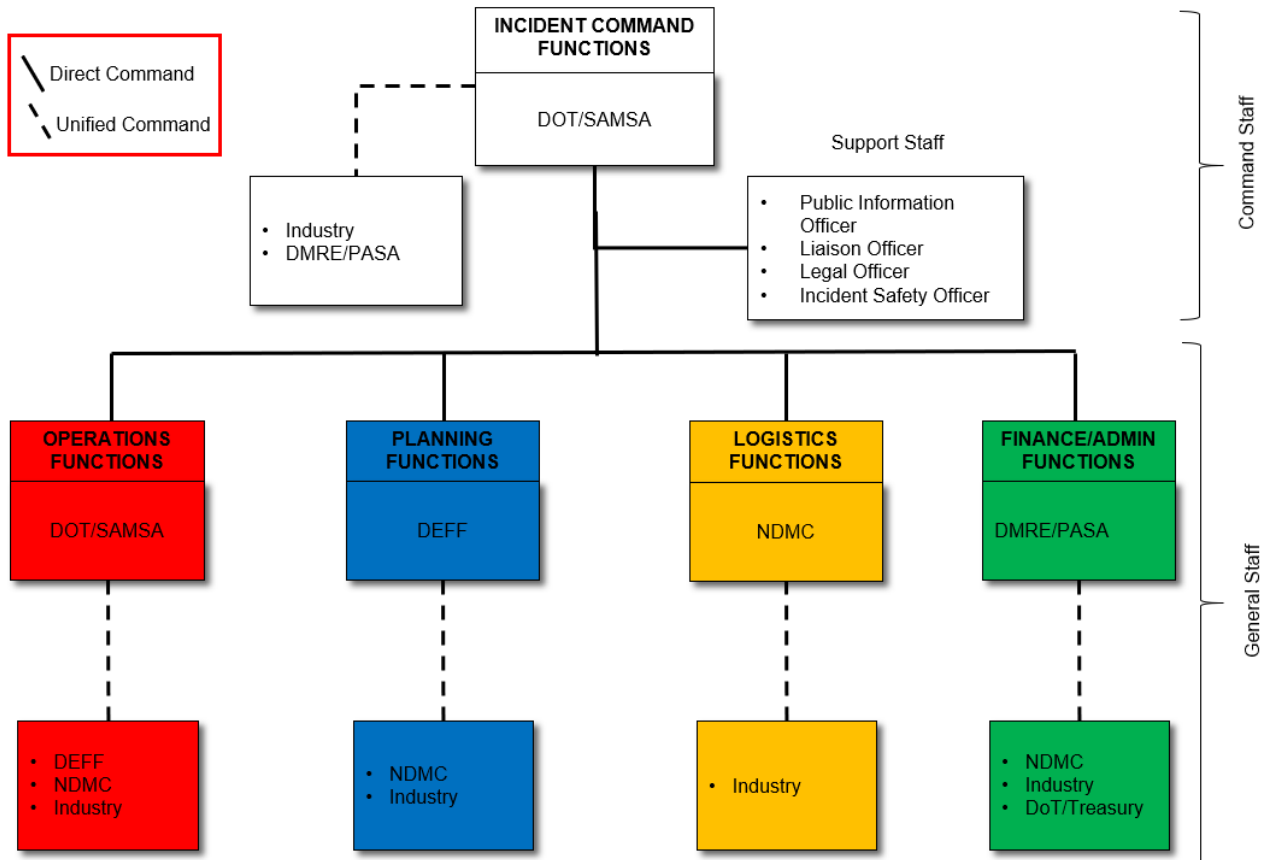 INCIDENT COMMAND
FUNCTIONS
DOT/SAMSA
Direct Command
Unified Command
Support Staff
• Industry
• DMRE/PASA
• Public Information
Officer
• Liaison Officer
• Legal Officer
• Incident Safety Officer
Command Staff
OPERATIONS
FUNCTIONS
DOT/SAMSA
PLANNING
FUNCTIONS
DEFF
LOGISTICS
FUNCTIONS
NDMC
FINANCE/ADMIN
FUNCTIONS
DMRE/PASA
General Staff
• DEFF
• NDMC
• Industry
• NDMC
• Industry
• Industry
• NDMC
• Industry
• DoT/Treasury